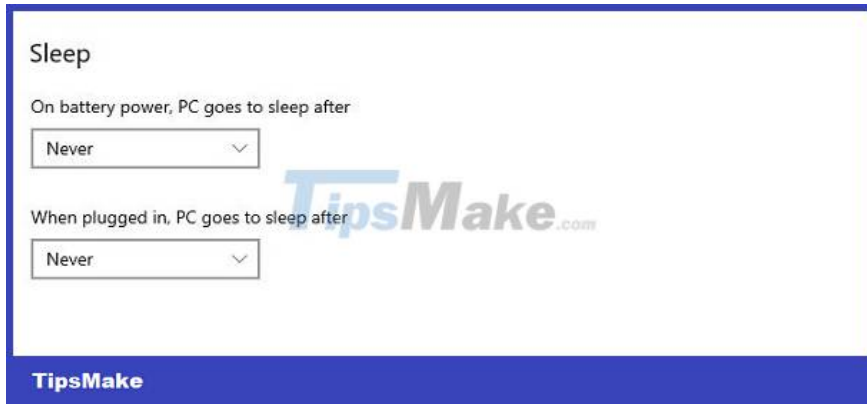 Sleep
On battery power, PC goes to sleep after
Never
TipsMake.com
When plugged in, PC goes to sleep after
Never
TipsMake